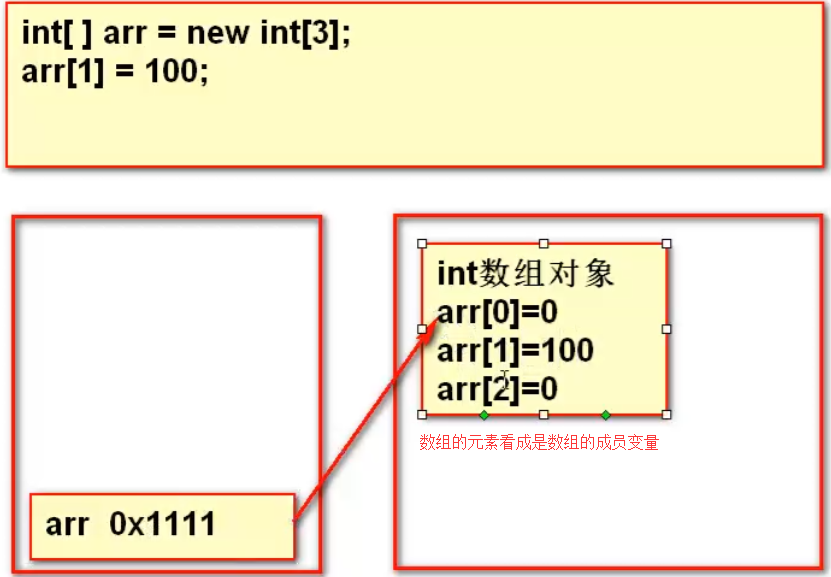 int[ ] arr = new int[3];
arr[1] = 100;
int数组对象
arr[0]=0
arr[1]=100
arr[2]=0
数组的元素看成是数组的成员变量
arr 0x1111